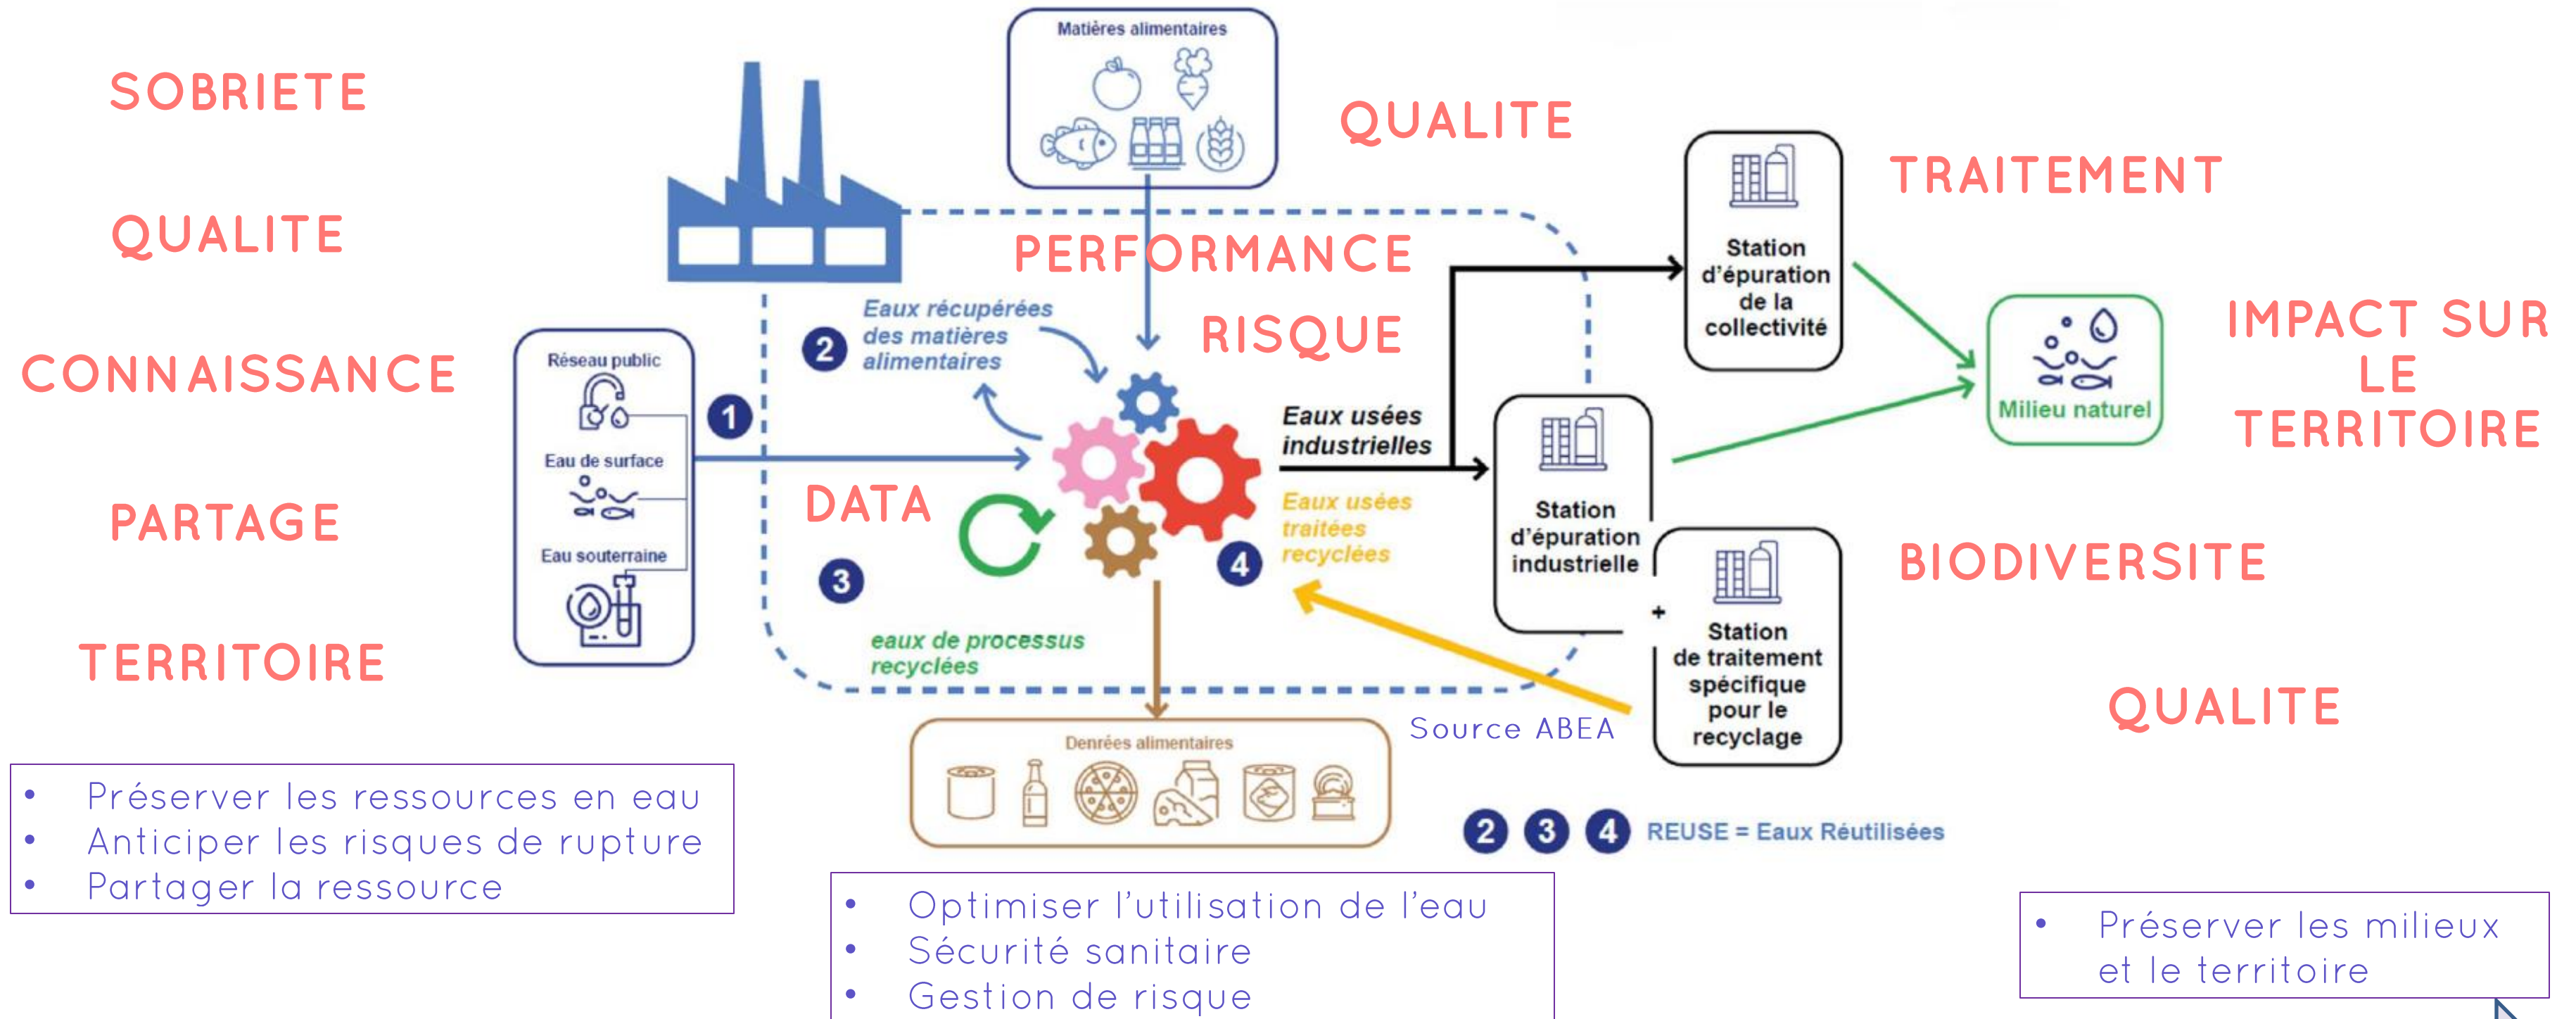 SOBRIETE
QUALITE
CONNAISSANCE
PARTAGE
TERRITOIRE
Réseau public
Eau de surface
Eau souterraine
1
Matières alimentaires
QUALITE
PERFORMANCE
RISQUE
2
Eaux récupérées
des matières
alimentaires
DATA
3
eaux de processus
recyclées
Eaux usées
industrielles
Eaux usées
traitées
recyclées
4
Station
d'épuration
de la
collectivité
Station
d'épuration
industrielle
+
Station
de traitement
spécifique
pour le
recyclage
TRAITEMENT
Milieu naturel
IMPACT SUR
LE
TERRITOIRE
BIODIVERSITE
QUALITE
Source ABEA
Denrées alimentaires
2 3 4 REUSE = Eaux Réutilisées
• Préserver les ressources en eau
• Anticiper les risques de rupture
• Partager la ressource
• Optimiser l'utilisation de l'eau
• Sécurité sanitaire
• Gestion de risque
• Préserver les milieux
et le territoire